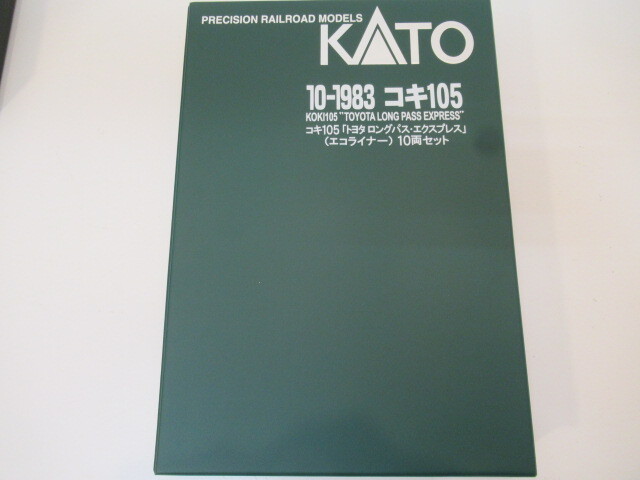 PRECISION RAILROAD MODELS
KATO
10-1983 コキ105
KOKI105 "TOYOTA LONG PASS EXPRESS"
コキ105「トヨタ ロングパス・エクスプレス」
(エコライナー) 10両セット